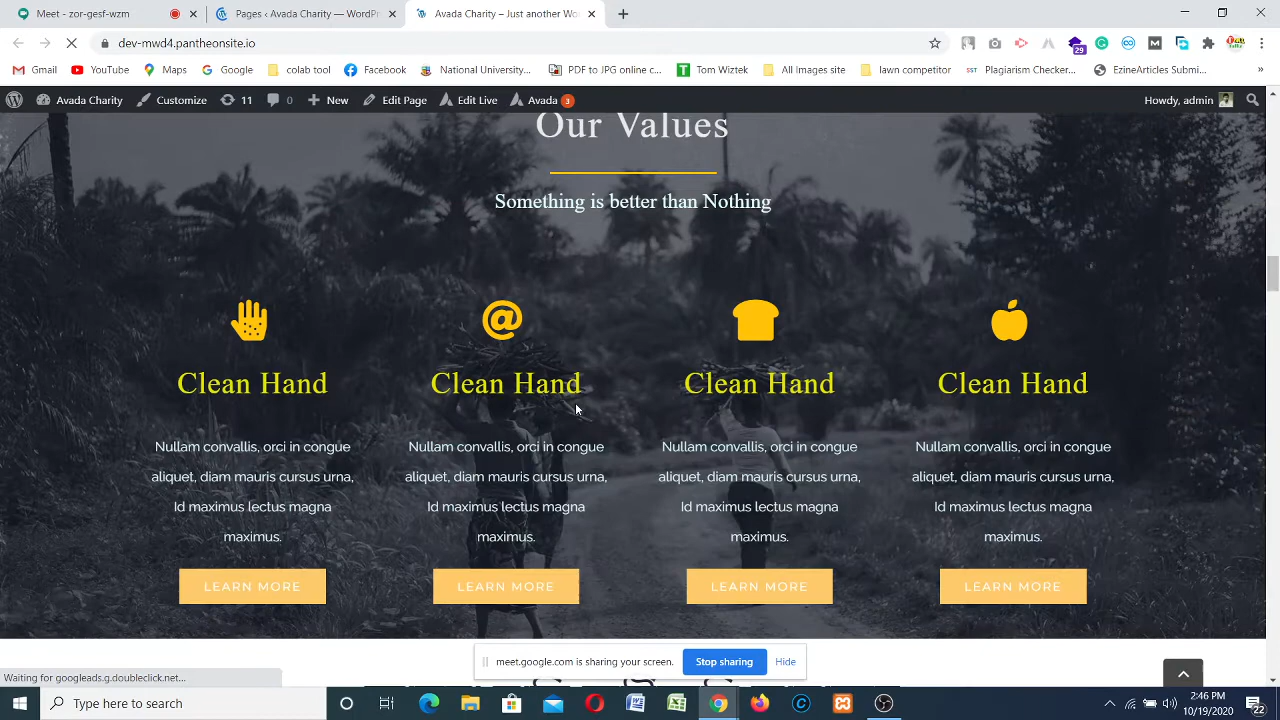 Meet - zor-gesf-wzm
Pages ‹ WordPress — WordPress
Wada Charity – Just another Wo
dev-mwd4.pantheonsite.io
29
Gmail
YouTube
Maps
Google
colab tool
Facebook
National University...
PDF to JPG online c...
Tom Wiztek
All Images site
lawn competitor
SST Plagiarism Checker...
EzineArticles Submi...
»
Avada Charity
Customize
11
0
New
Edit Page
Edit Live
Avada 3
Howdy, admin
Our Values
Something is better than Nothing
Clean Hand
Nullam convallis, orci in congue
aliquet, diam mauris cursus urna,
Id maximus lectus magna
maximus.
LEARN MORE
Clean Hand
Nullam convallis, orci in congue
aliquet, diam mauris cursus urna,
Id maximus lectus magna
maximus.
LEARN MORE
Clean Hand
Nullam convallis, orci in congue
aliquet, diam mauris cursus urna,
Id maximus lectus magna
maximus.
LEARN MORE
Clean Hand
Nullam convallis, orci in congue
aliquet, diam mauris cursus urna,
Id maximus lectus magna
maximus.
LEARN MORE
meet.google.com is sharing your screen.
Stop sharing
Hide
Waiting for googleads.g.doubleclick.net...
Type here to search
2:46 PM
10/19/2020
22